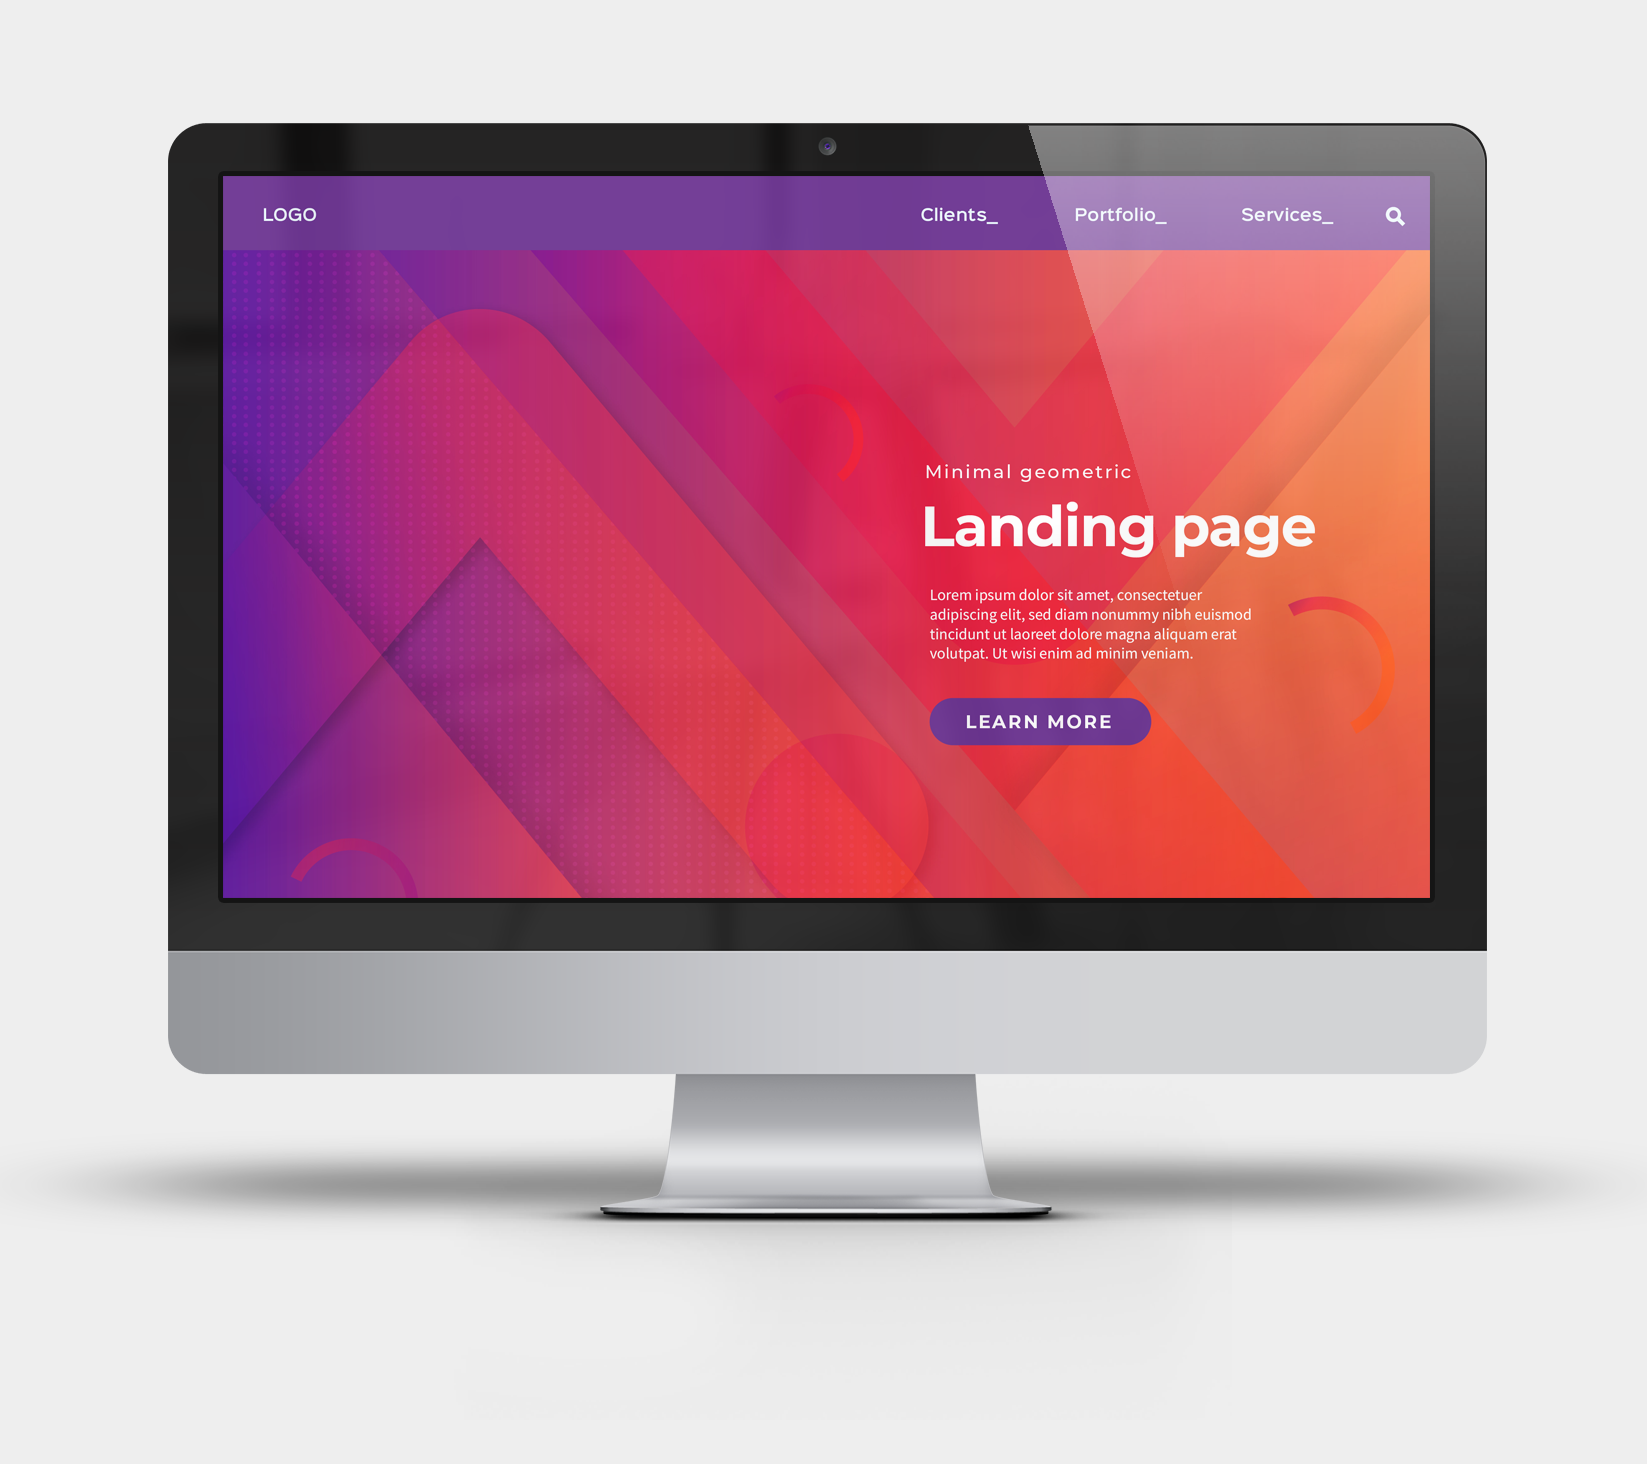 LOGO
Clients_
Portfolio_
Services_
Minimal geometric
Landing page
Lorem ipsum dolor sit amet, consectetuer
adipiscing elit, sed diam nonummy nibh euismod
tincidunt ut laoreet dolore magna aliquam erat
volutpat. Ut wisi enim ad minim veniam.
LEARN MORE